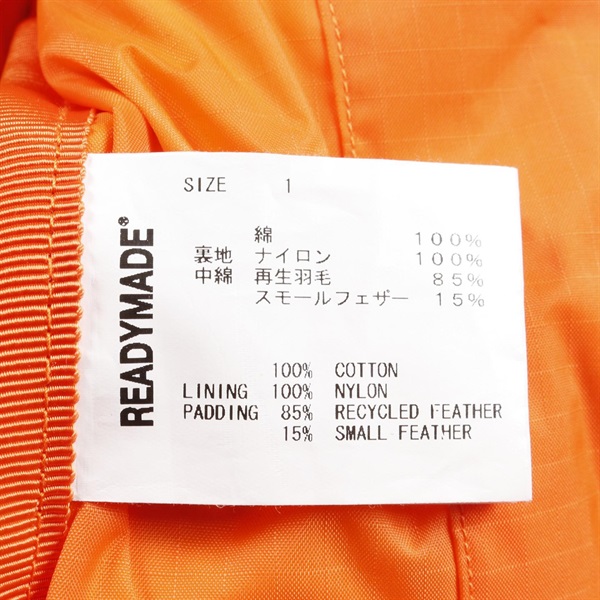 SIZE 1
READYMADE®
綿 100%
裏地 ナイロン 100%
中綿 再生羽毛 85%
スモールフェザー 15%
100% COTTON
LINING 100% NYLON
PADDING 85% RECYCLED FEATHER
15% SMALL FEATHER